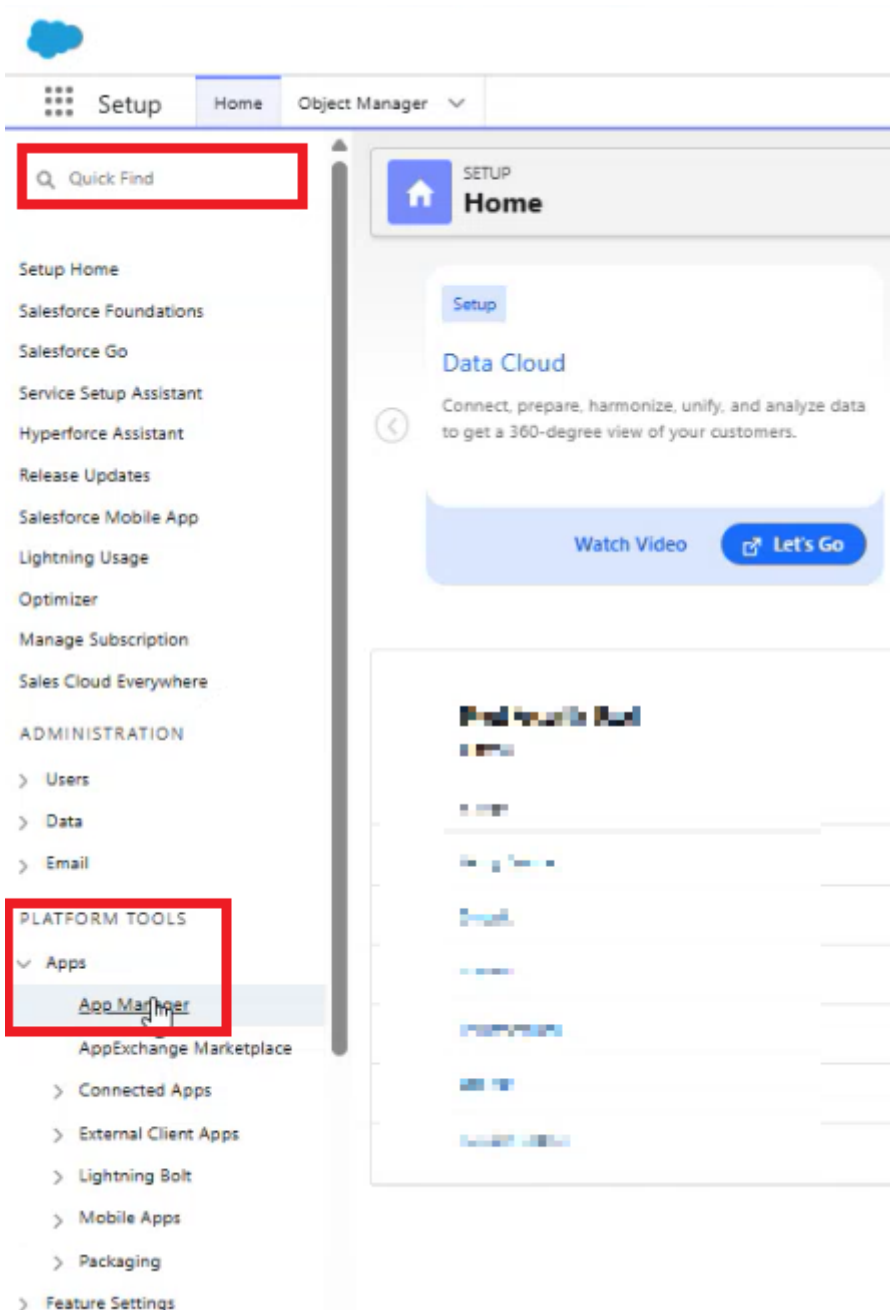 Setup
Home
Object Manager
Quick Find
Setup Home
Salesforce Foundations
Salesforce Go
Service Setup Assistant
Hyperforce Assistant
Release Updates
Salesforce Mobile App
Lightning Usage
Optimizer
Manage Subscription
Sales Cloud Everywhere
ADMINISTRATION
Users
Data
Email
PLATFORM TOOLS
Apps
App Manager
AppExchange Marketplace
Connected Apps
External Client Apps
Lightning Bolt
Mobile Apps
Packaging
Feature Settings
SETUP
Home
Setup
Data Cloud
Connect, prepare, harmonize, unify, and analyze data
to get a 360-degree view of your customers.
Watch Video
Let's Go